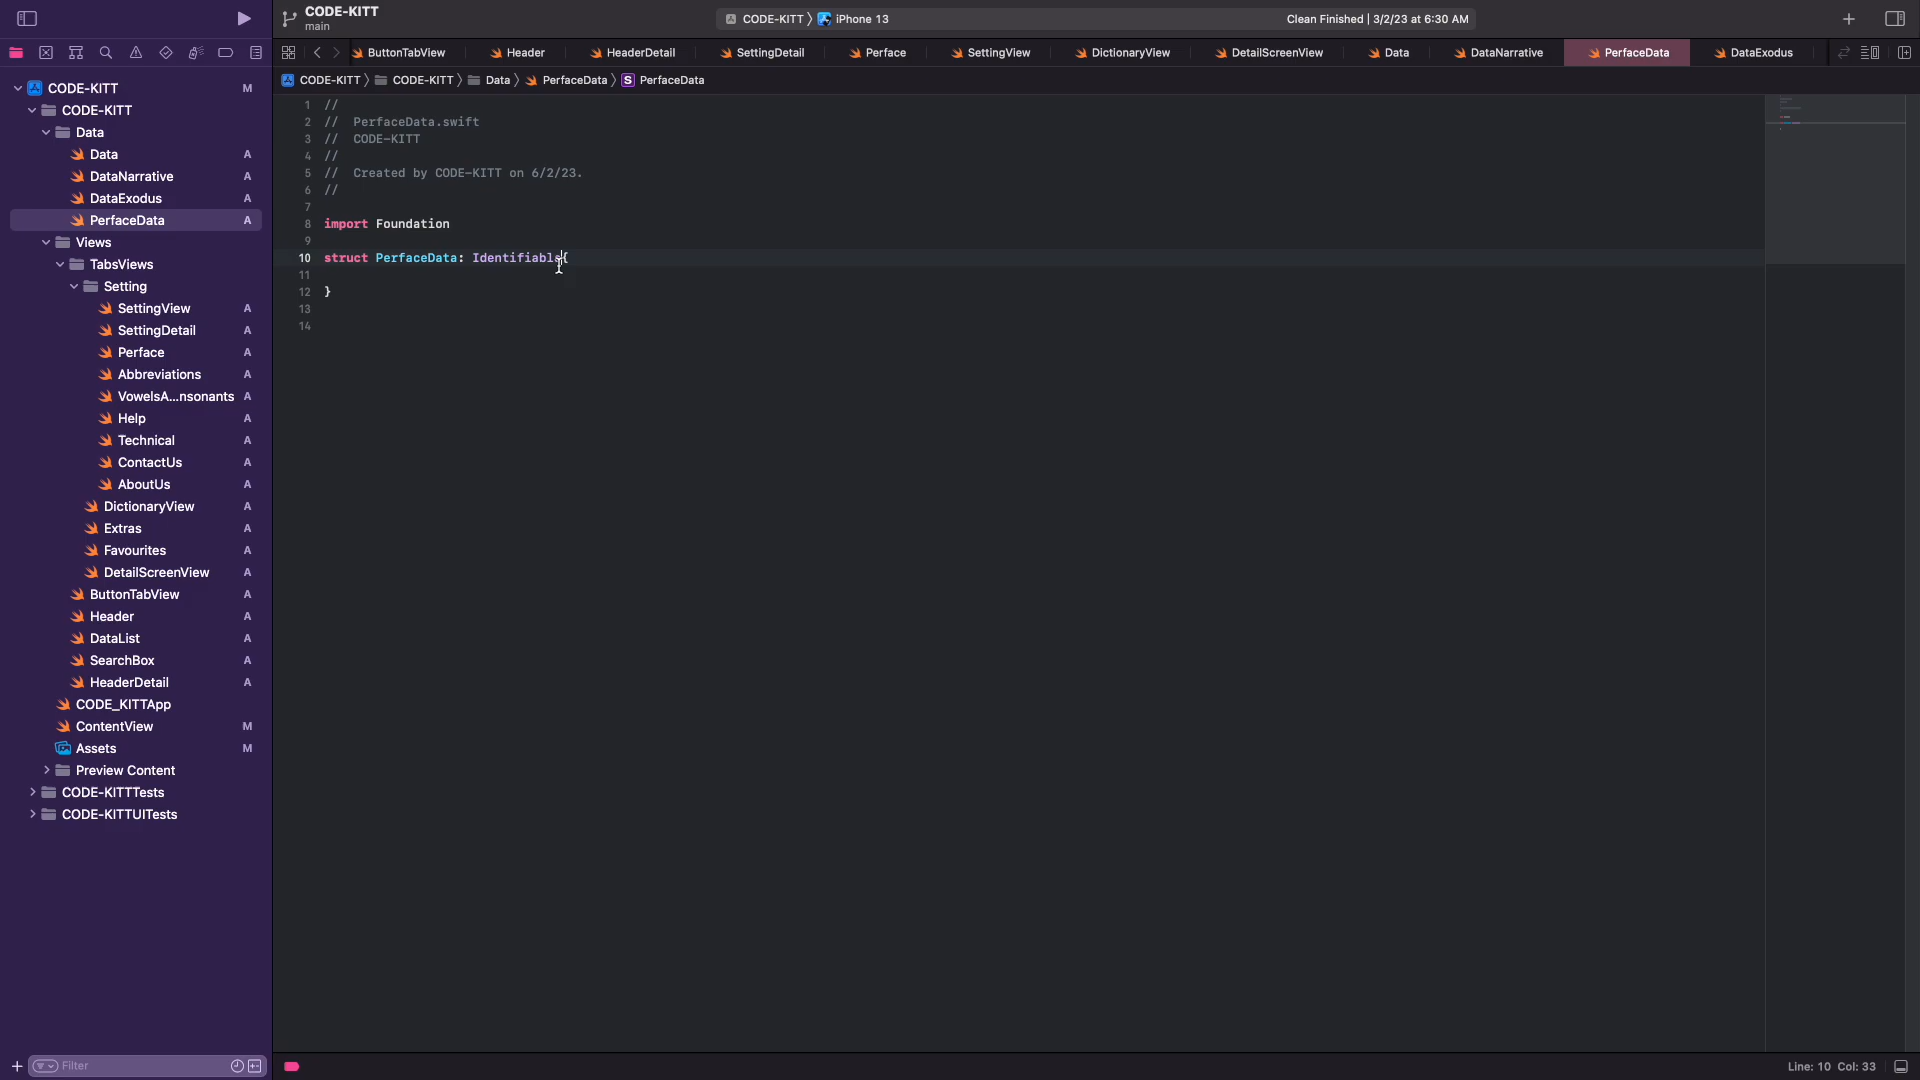 CODE-KITT
main
CODE-KITT 〉 iPhone 13
Clean Finished | 3/2/23 at 6:30 AM
ButtonTabView
Header
HeaderDetail
SettingDetail
Perface
SettingView
DictionaryView
DetailScreenView
Data
DataNarrative
PerfaceData
DataExodus
CODE-KITT 〉 CODE-KITT 〉 Data 〉 PerfaceData 〉 S PerfaceData
CODE-KITT M
CODE-KITT
Data
Data A
DataNarrative A
DataExodus A
PerfaceData A
Views
TabsViews
Setting
SettingView A
SettingDetail A
Perface A
Abbreviations A
VowelsA...nsonants A
Help A
Technical A
ContactUs A
AboutUs A
DictionaryView A
Extras A
Favourites A
DetailScreenView A
ButtonTabView A
Header A
DataList A
SearchBox A
HeaderDetail A
CODE_KITTApp
ContentView M
Assets M
Preview Content
CODE-KITTTests
CODE-KITTUITests
Filter
1 //
2 // PerfaceData.swift
3 // CODE-KITT
4 //
5 // Created by CODE-KITT on 6/2/23.
6 //
7
8 import Foundation
9
10 struct PerfaceData: Identifiable{
11
12 }
13
14
Line: 10 Col: 33